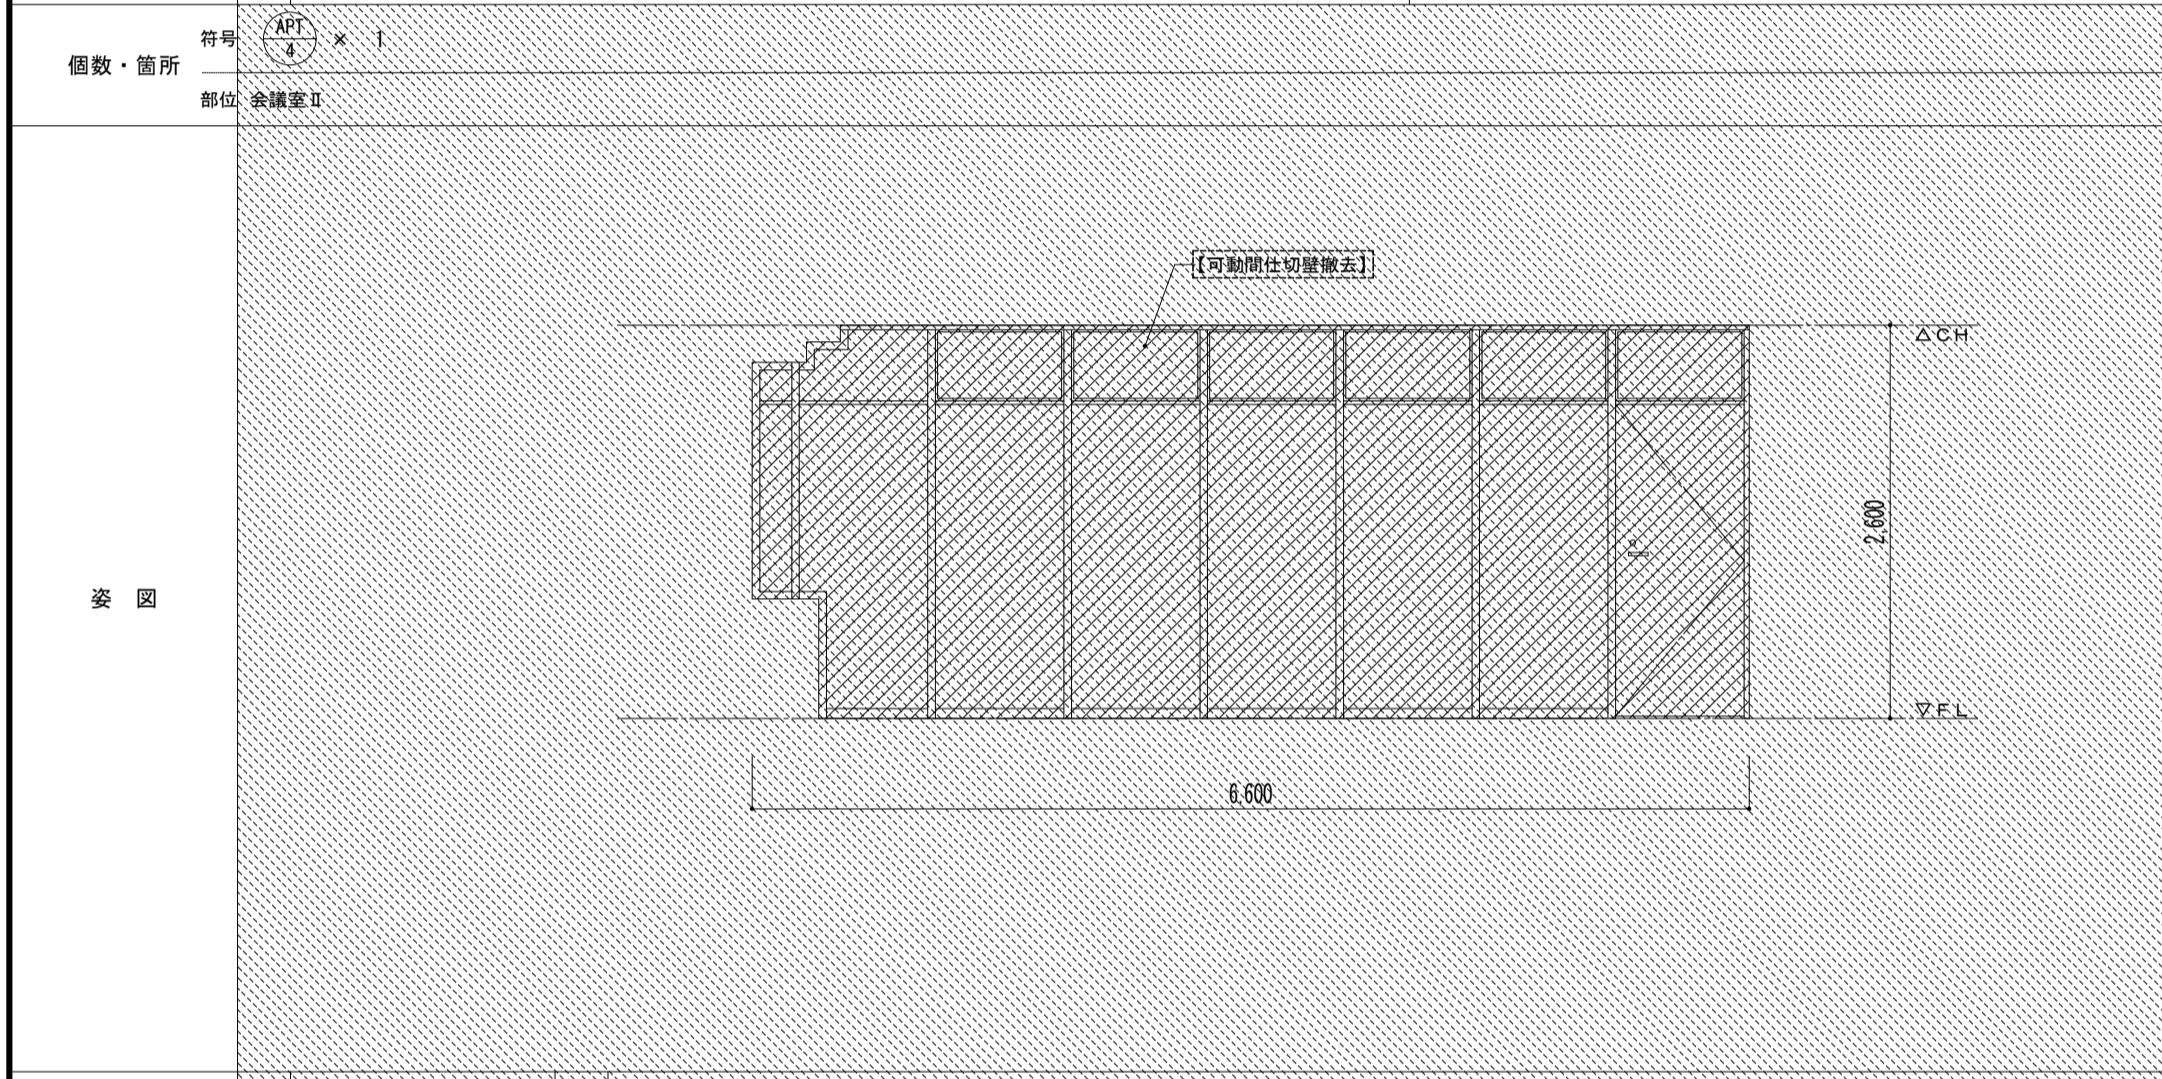 符号 APT 4 × 1
個数・箇所
部位 会議室Ⅱ
【可動間仕切壁撤去】
△CH
2,600
姿 図
▽FL
6,600